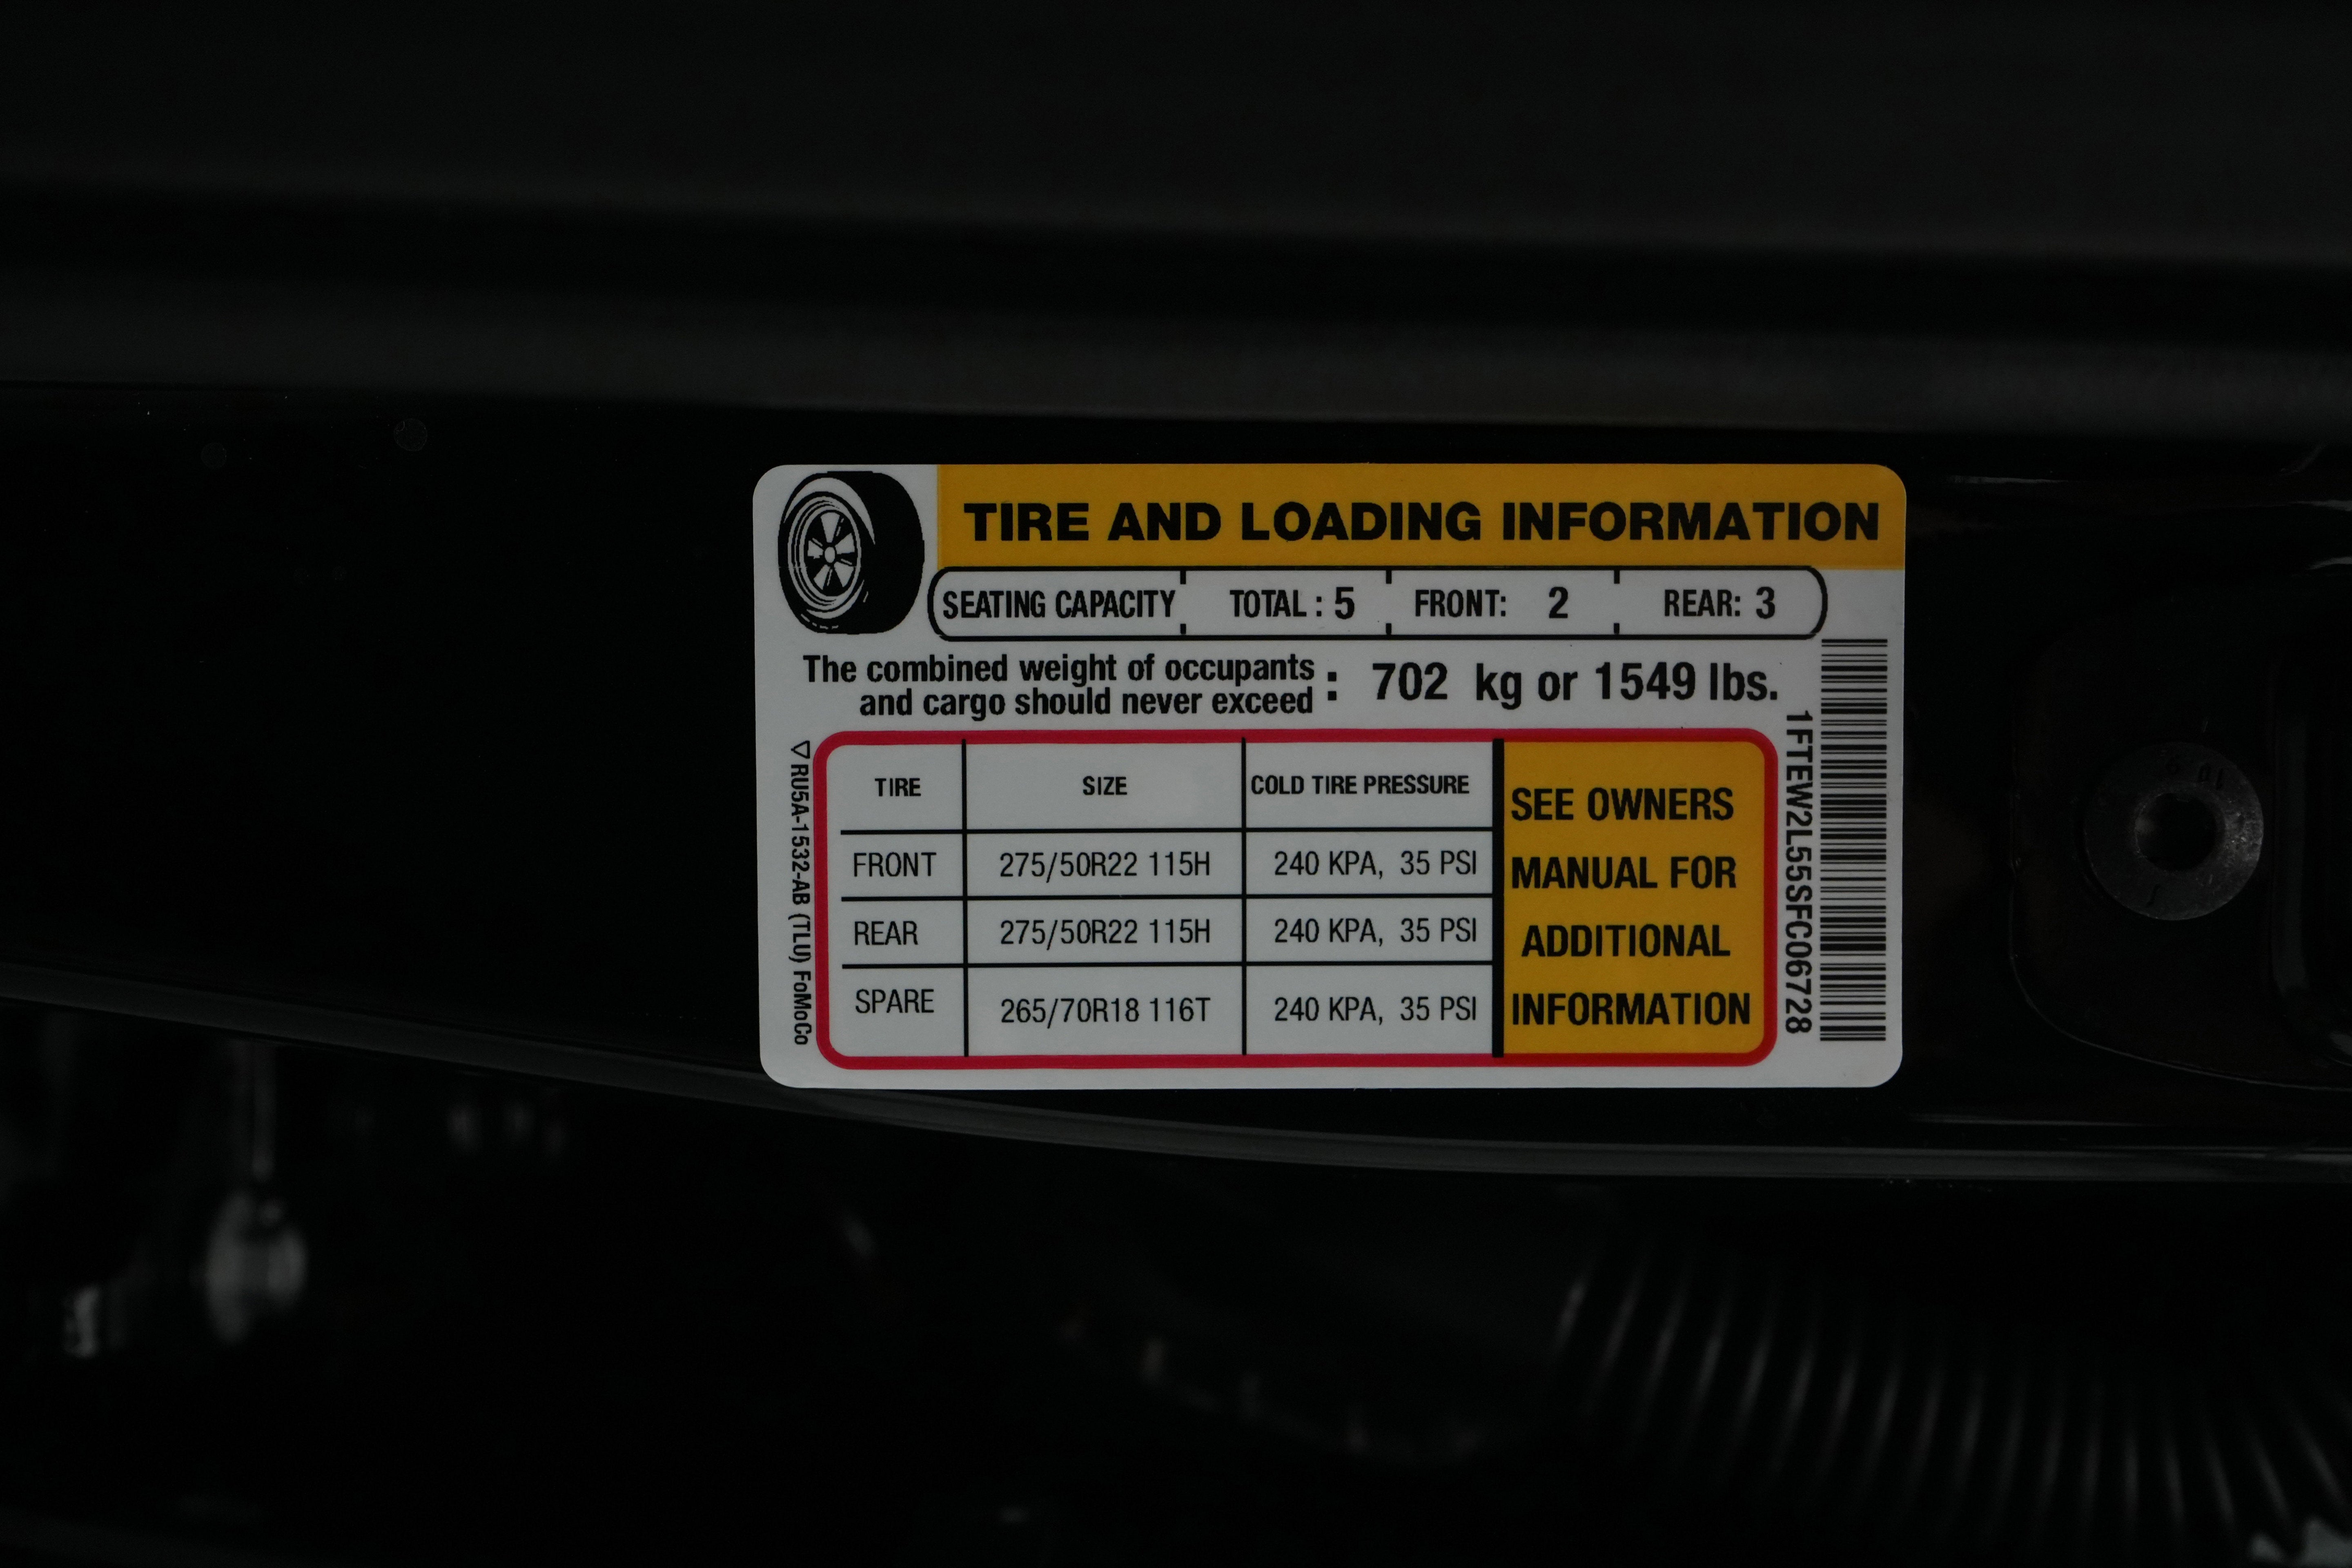 TIRE AND LOADING INFORMATION
SEATING CAPACITY TOTAL : 5 FRONT: 2 REAR: 3
The combined weight of occupants
and cargo should never exceed : 702 kg or 1549 lbs.
TIRE SIZE COLD TIRE PRESSURE
FRONT 275/50R22 115H 240 KPA, 35 PSI
REAR 275/50R22 115H 240 KPA, 35 PSI
SPARE 265/70R18 116T 240 KPA, 35 PSI
SEE OWNERS
MANUAL FOR
ADDITIONAL
INFORMATION
RU5A-1532-AB (TLU) FoMoCo
1FTEW2L55SFC06728